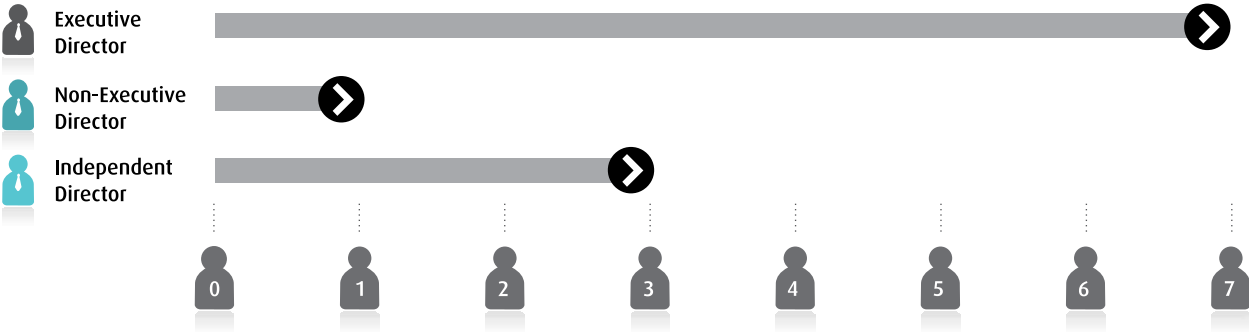 Executive
Director
Non-Executive
Director
Independent
Director
0 1 2 3 4 5 6 7